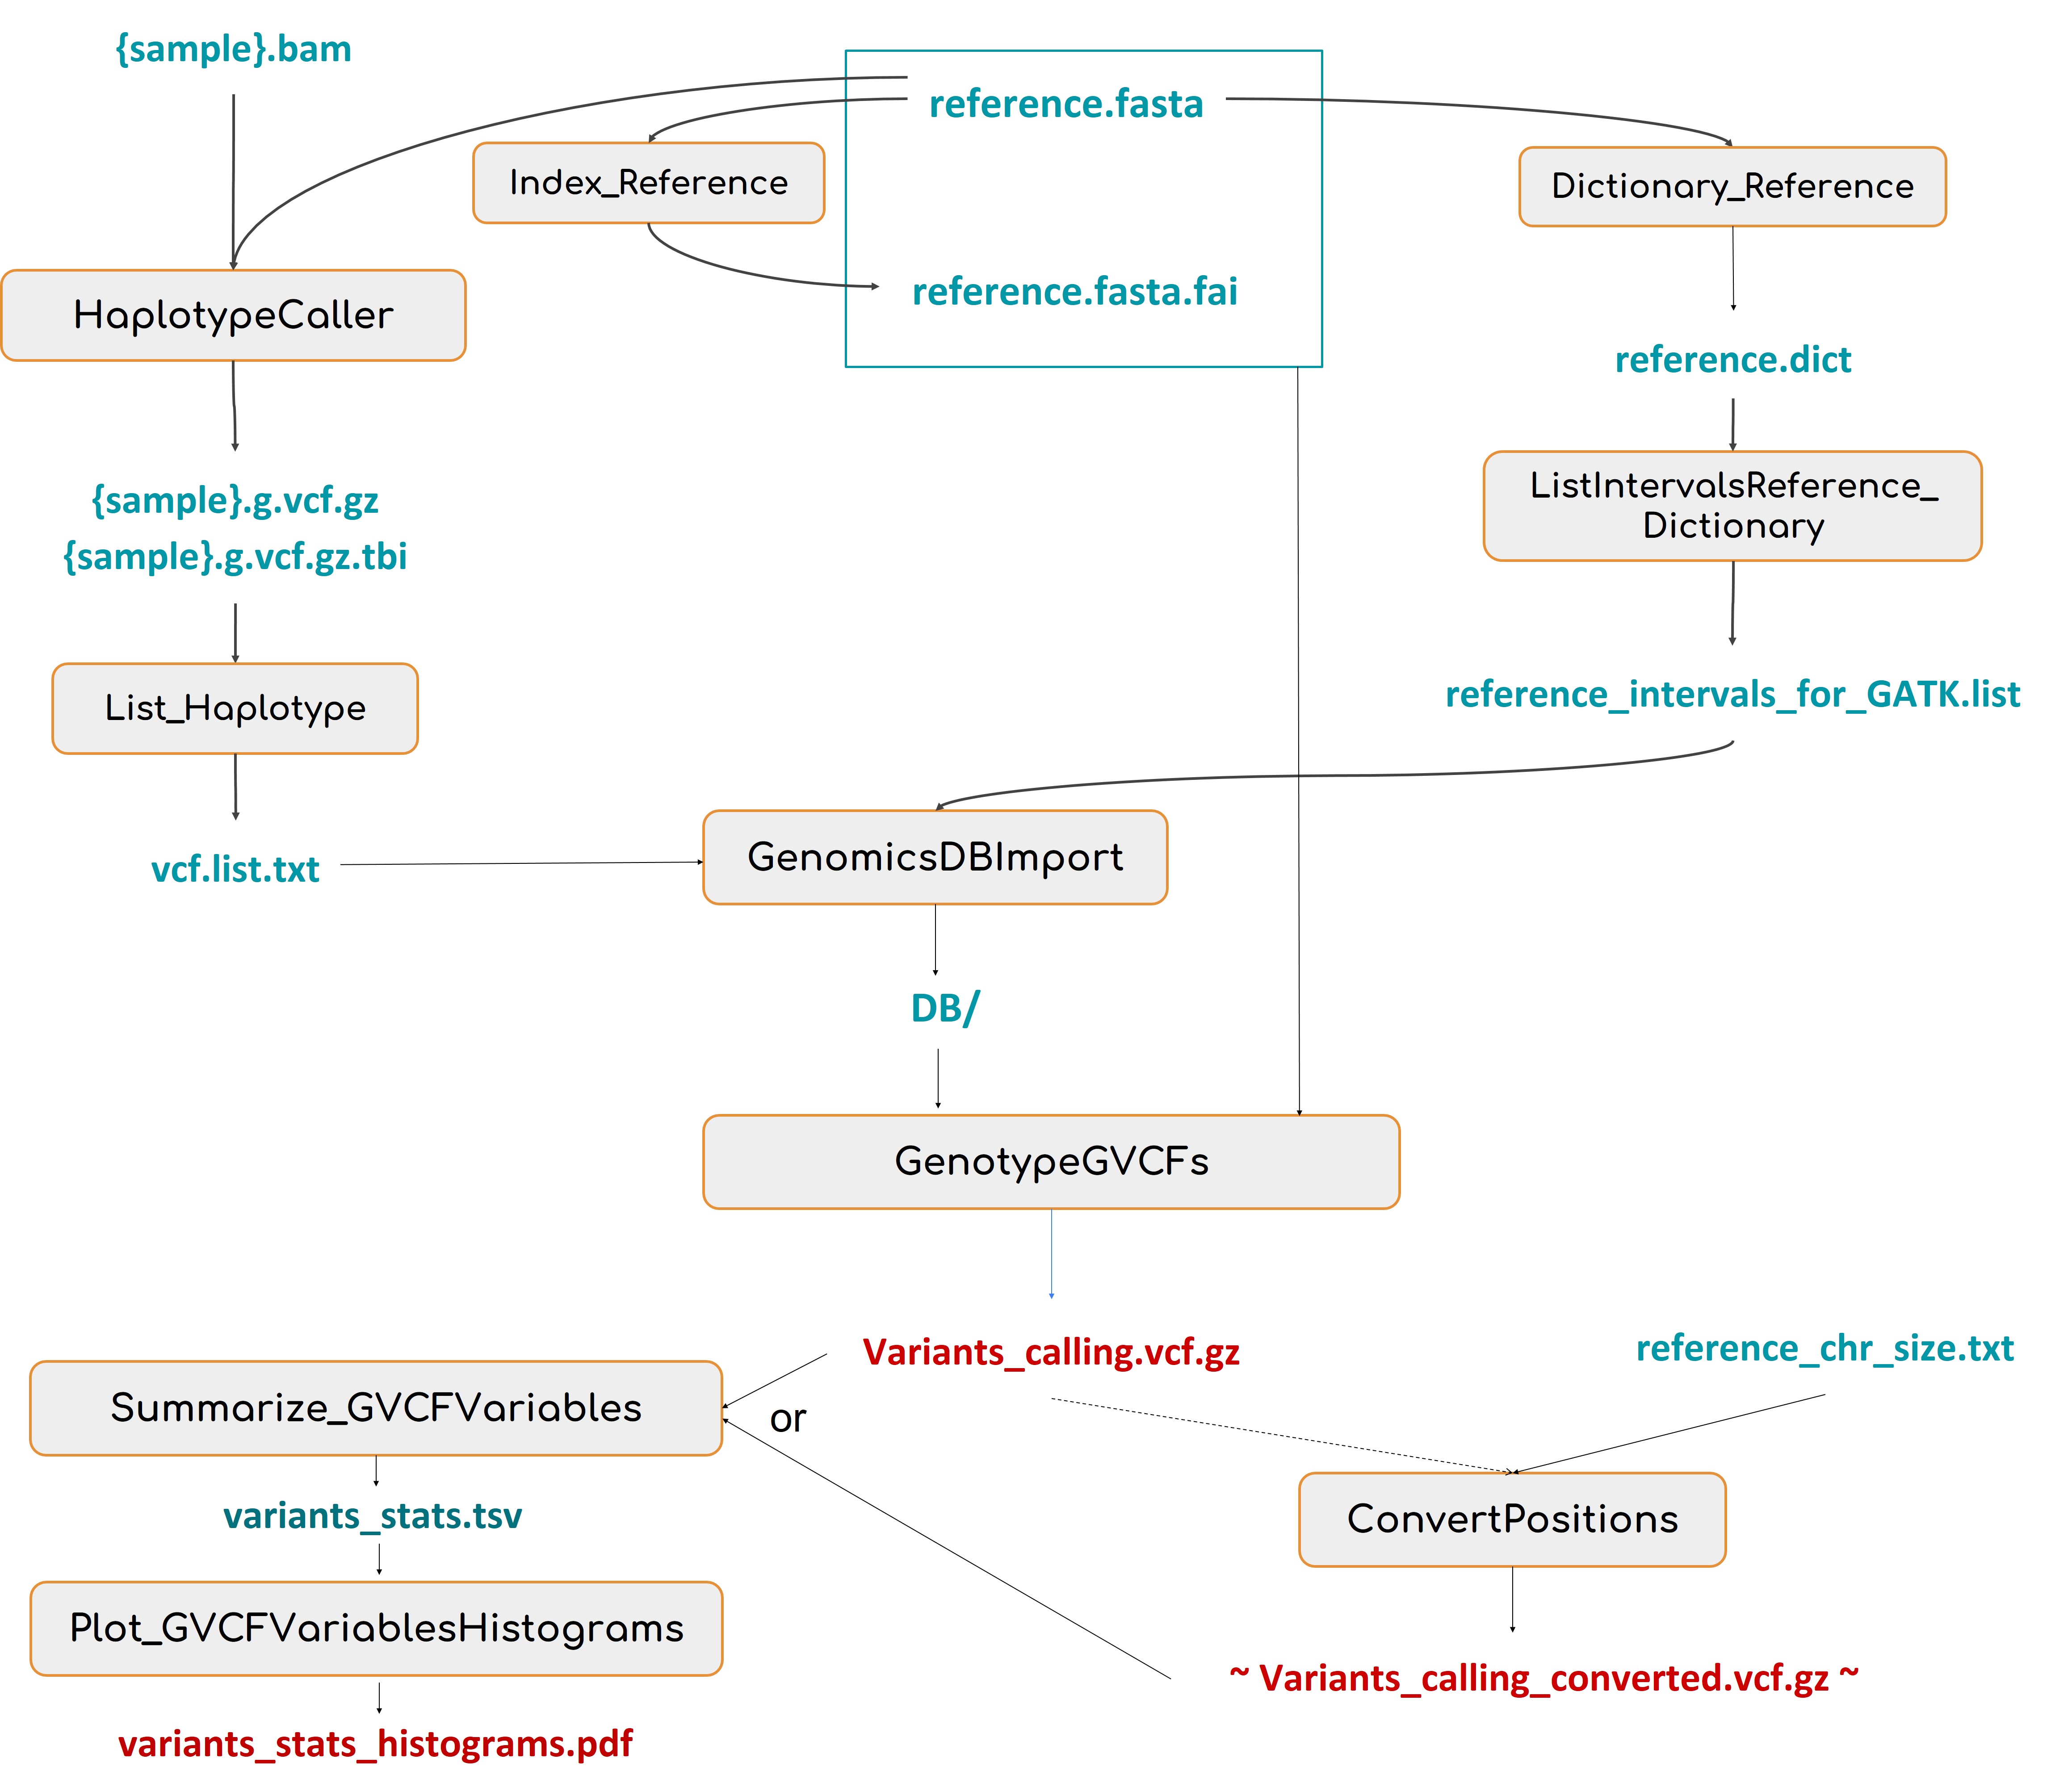 {sample}.bam
reference.fasta
Index_Reference
Dictionary_Reference
reference.fasta.fai
HaplotypeCaller
reference.dict
{sample}.g.vcf.gz
{sample}.g.vcf.gz.tbi
ListIntervalsReference_
Dictionary
List_Haplotype
reference_intervals_for_GATK.list
vcf.list.txt
GenomicsDBImport
DB/
GenotypeGVCFs
Variants_calling.vcf.gz
reference_chr_size.txt
Summarize_GVCFVariables
or
variants_stats.tsv
ConvertPositions
Plot_GVCFVariablesHistograms
~ Variants_calling_converted.vcf.gz ~
variants_stats_histograms.pdf